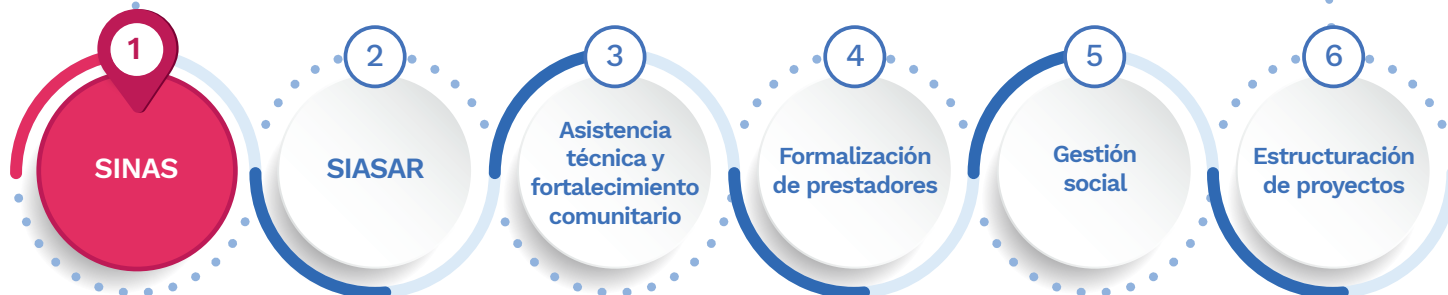 1
SINAS
2
SIASAR
3
Asistencia
técnica y
fortalecimiento
comunitario
4
Formalización
de prestadores
5
Gestión
social
6
Estructuración
de proyectos